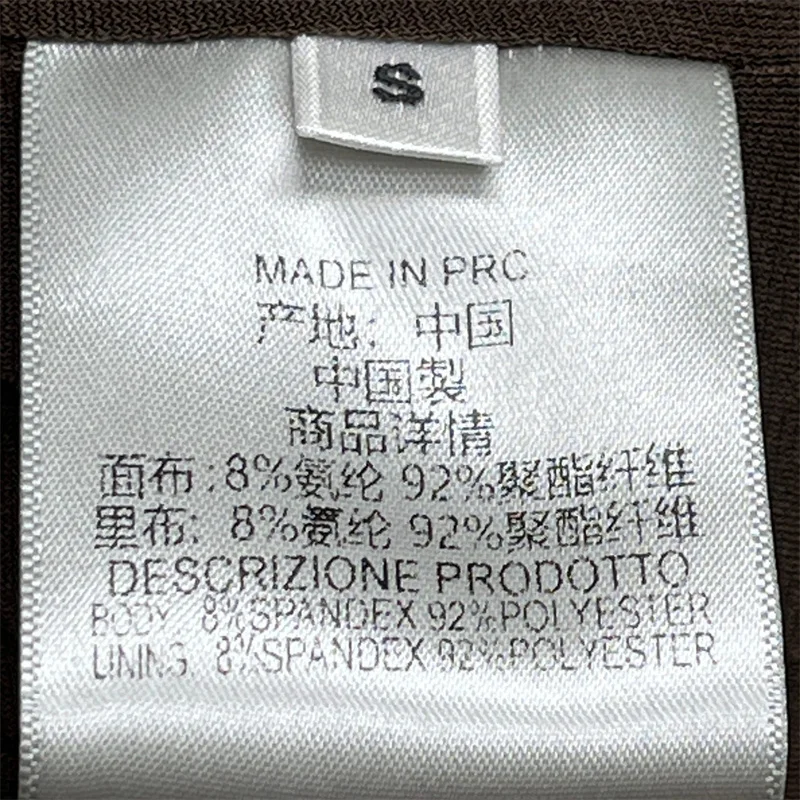 S
MADE IN PRC
产地: 中国
中国製
商品详情
面布:8%氨纶 92%聚酯纤维
里布: 8%氨纶 92%聚酯纤维
DESCRIZIONE PRODOTTO
BODY 8%SPANDEX 92%POLYESTER
LINING 8%SPANDEX 92%POLYESTER